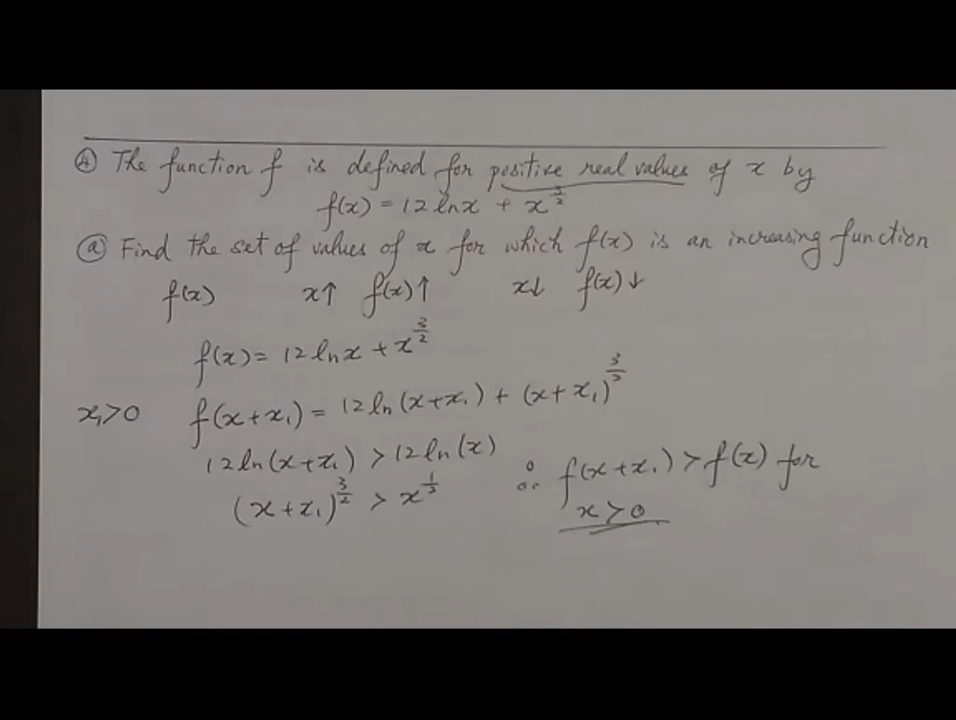 ④ The function f is defined for positive real values of x by
f(x) = 12 ln x + x^{3/2}
ⓐ Find the set of values of x for which f(x) is an increasing function
f(x) x↑ f(x)↑ x↓ f(x)↓
f(x) = 12 ln x + x^{3/2}
x₁>0 f(x+x₁) = 12 ln (x+x₁) + (x+x₁)^{3/2}
12 ln (x+x₁) > 12 ln (x)
(x+x₁)^{3/2} > x^{1/2}
∴ f(x+x₁) > f(x) for
x > 0